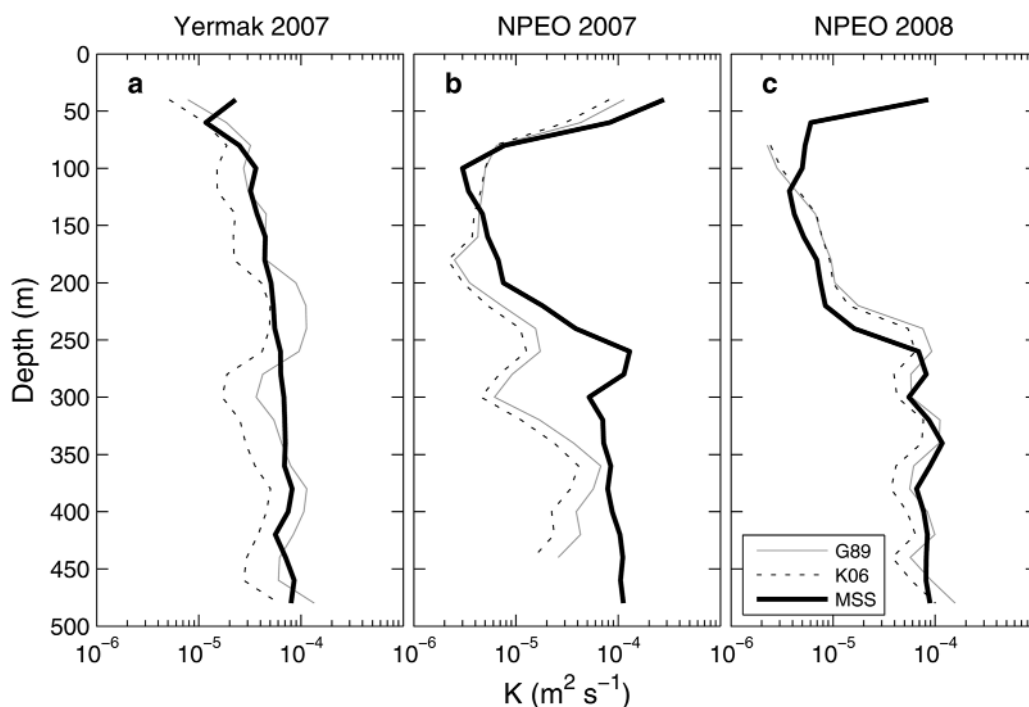 Yermak 2007 NPEO 2007 NPEO 2008
a b c
0
50
100
150
200
250
300
350
400
450
500
Depth (m)
G89
K06
MSS
10⁻⁶ 10⁻⁵ 10⁻⁴ 10⁻⁶ 10⁻⁵ 10⁻⁴ 10⁻⁶ 10⁻⁵ 10⁻⁴
K (m² s⁻¹)